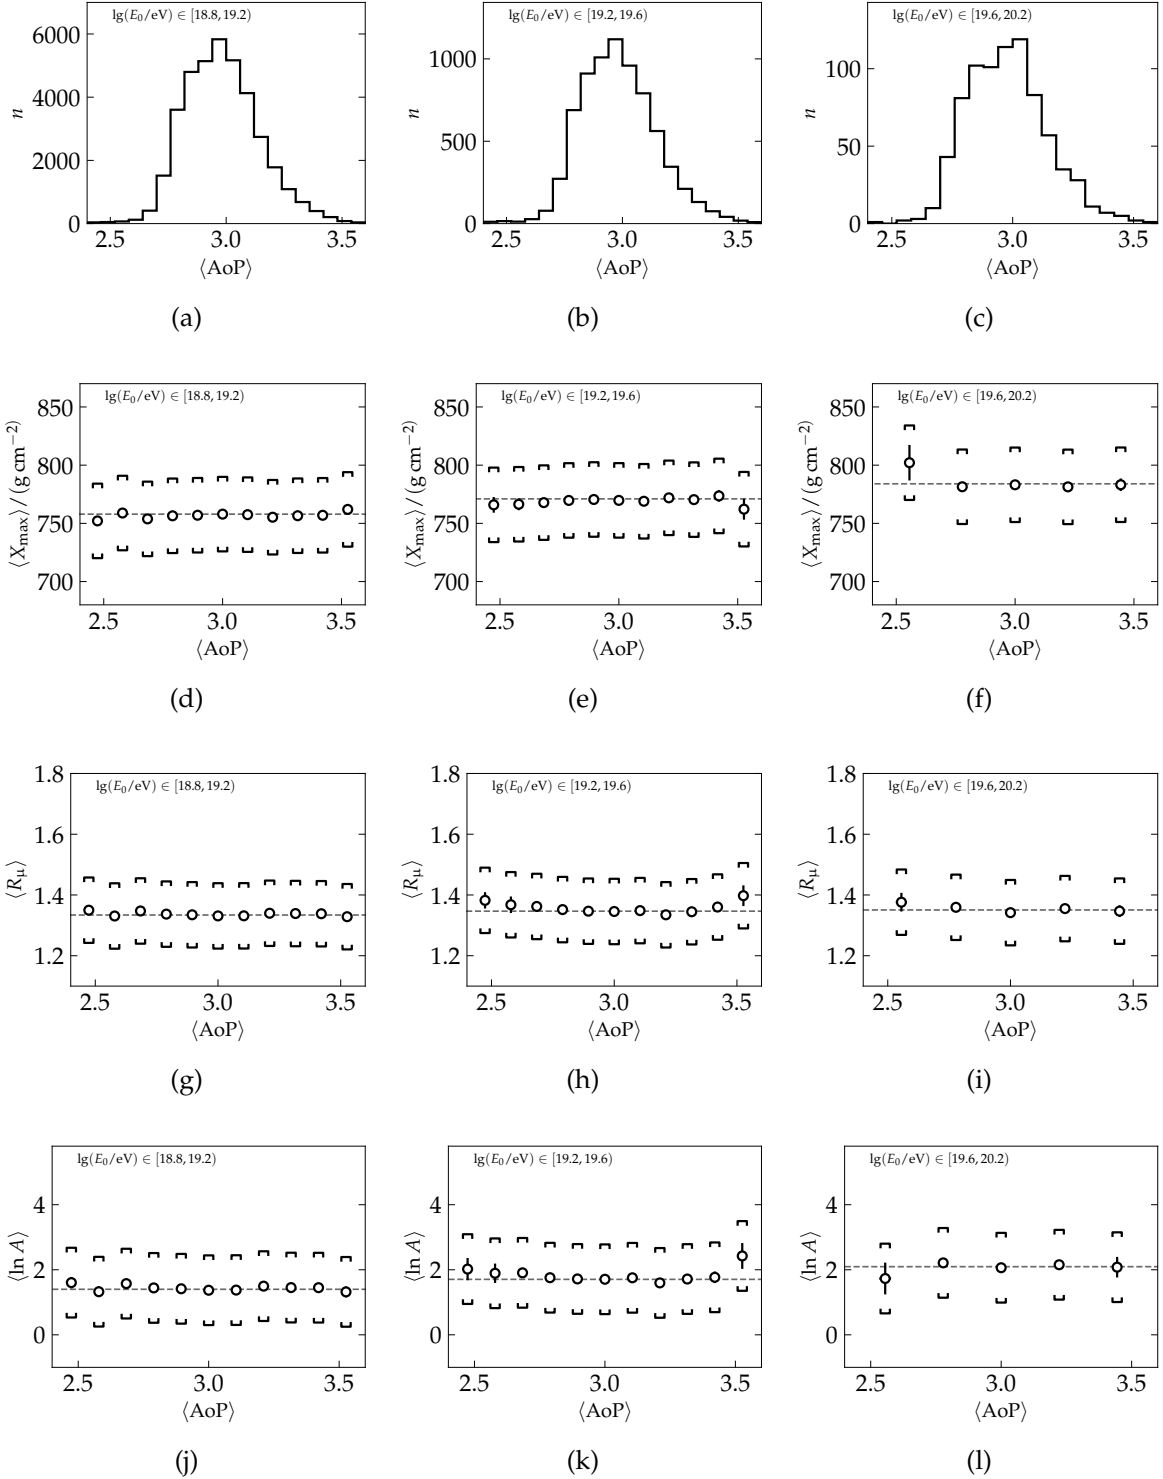 lg(E₀/eV) ∈ [18.8, 19.2)
6000
4000
2000
0
n
2.5 3.0 3.5
⟨AoP⟩
(a)
lg(E₀/eV) ∈ [19.2, 19.6)
1000
500
0
n
2.5 3.0 3.5
⟨AoP⟩
(b)
lg(E₀/eV) ∈ [19.6, 20.2)
100
50
0
n
2.5 3.0 3.5
⟨AoP⟩
(c)
lg(E₀/eV) ∈ [18.8, 19.2)
850
800
750
700
⟨Xmax⟩ / (g cm⁻²)
2.5 3.0 3.5
⟨AoP⟩
(d)
lg(E₀/eV) ∈ [19.2, 19.6)
850
800
750
700
⟨Xmax⟩ / (g cm⁻²)
2.5 3.0 3.5
⟨AoP⟩
(e)
lg(E₀/eV) ∈ [19.6, 20.2)
850
800
750
700
⟨Xmax⟩ / (g cm⁻²)
2.5 3.0 3.5
⟨AoP⟩
(f)
lg(E₀/eV) ∈ [18.8, 19.2)
1.8
1.6
1.4
1.2
⟨Rμ⟩
2.5 3.0 3.5
⟨AoP⟩
(g)
lg(E₀/eV) ∈ [19.2, 19.6)
1.8
1.6
1.4
1.2
⟨Rμ⟩
2.5 3.0 3.5
⟨AoP⟩
(h)
lg(E₀/eV) ∈ [19.6, 20.2)
1.8
1.6
1.4
1.2
⟨Rμ⟩
2.5 3.0 3.5
⟨AoP⟩
(i)
lg(E₀/eV) ∈ [18.8, 19.2)
4
2
0
⟨ln A⟩
2.5 3.0 3.5
⟨AoP⟩
(j)
lg(E₀/eV) ∈ [19.2, 19.6)
4
2
0
⟨ln A⟩
2.5 3.0 3.5
⟨AoP⟩
(k)
lg(E₀/eV) ∈ [19.6, 20.2)
4
2
0
⟨ln A⟩
2.5 3.0 3.5
⟨AoP⟩
(l)